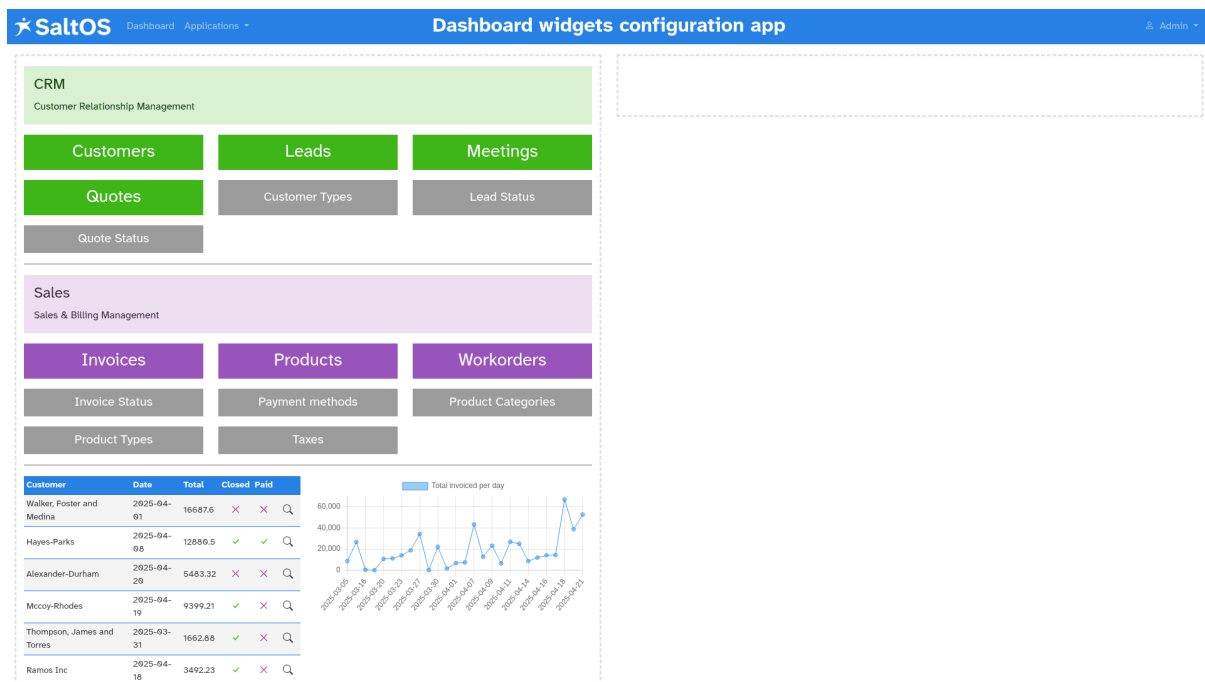 SaltOS Dashboard Applications Dashboard widgets configuration app Admin
CRM
Customer Relationship Management
Customers Leads Meetings
Quotes Customer Types Lead Status
Quote Status
Sales
Sales & Billing Management
Invoices Products Workorders
Invoice Status Payment methods Product Categories
Product Types Taxes
Customer Date Total Closed Paid
Walker, Foster and
Medina
2025-04-
01
16687.6
Hayes-Parks
2025-04-
08
12880.5
Alexander-Durham
2025-04-
20
5483.32
Mccoy-Rhodes
2025-04-
19
9399.21
Thompson, James and
Torres
2025-03-
31
1662.88
Ramos Inc
2025-04-
18
3492.23
Total invoiced per day
60,000
40,000
20,000
0
2025-03-05
2025-03-16
2025-03-20
2025-03-23
2025-03-27
2025-03-30
2025-04-01
2025-04-07
2025-04-09
2025-04-11
2025-04-14
2025-04-16
2025-04-18
2025-04-21